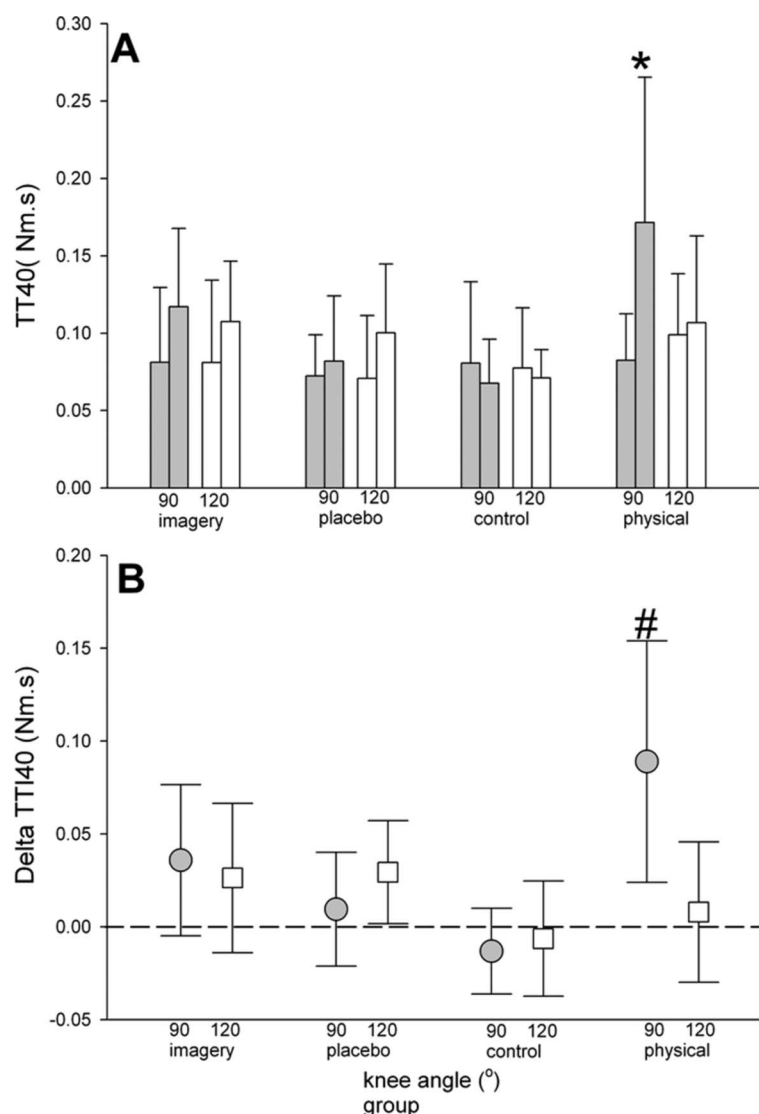 A
*
TT40( Nm.s)
0.30
0.25
0.20
0.15
0.10
0.05
0.00
90 120 90 120 90 120 90 120
imagery placebo control physical
B
#
Delta TTI40 (Nm.s)
0.20
0.15
0.10
0.05
0.00
-0.05
90 120 90 120 90 120 90 120
imagery placebo control physical
knee angle (º)
group